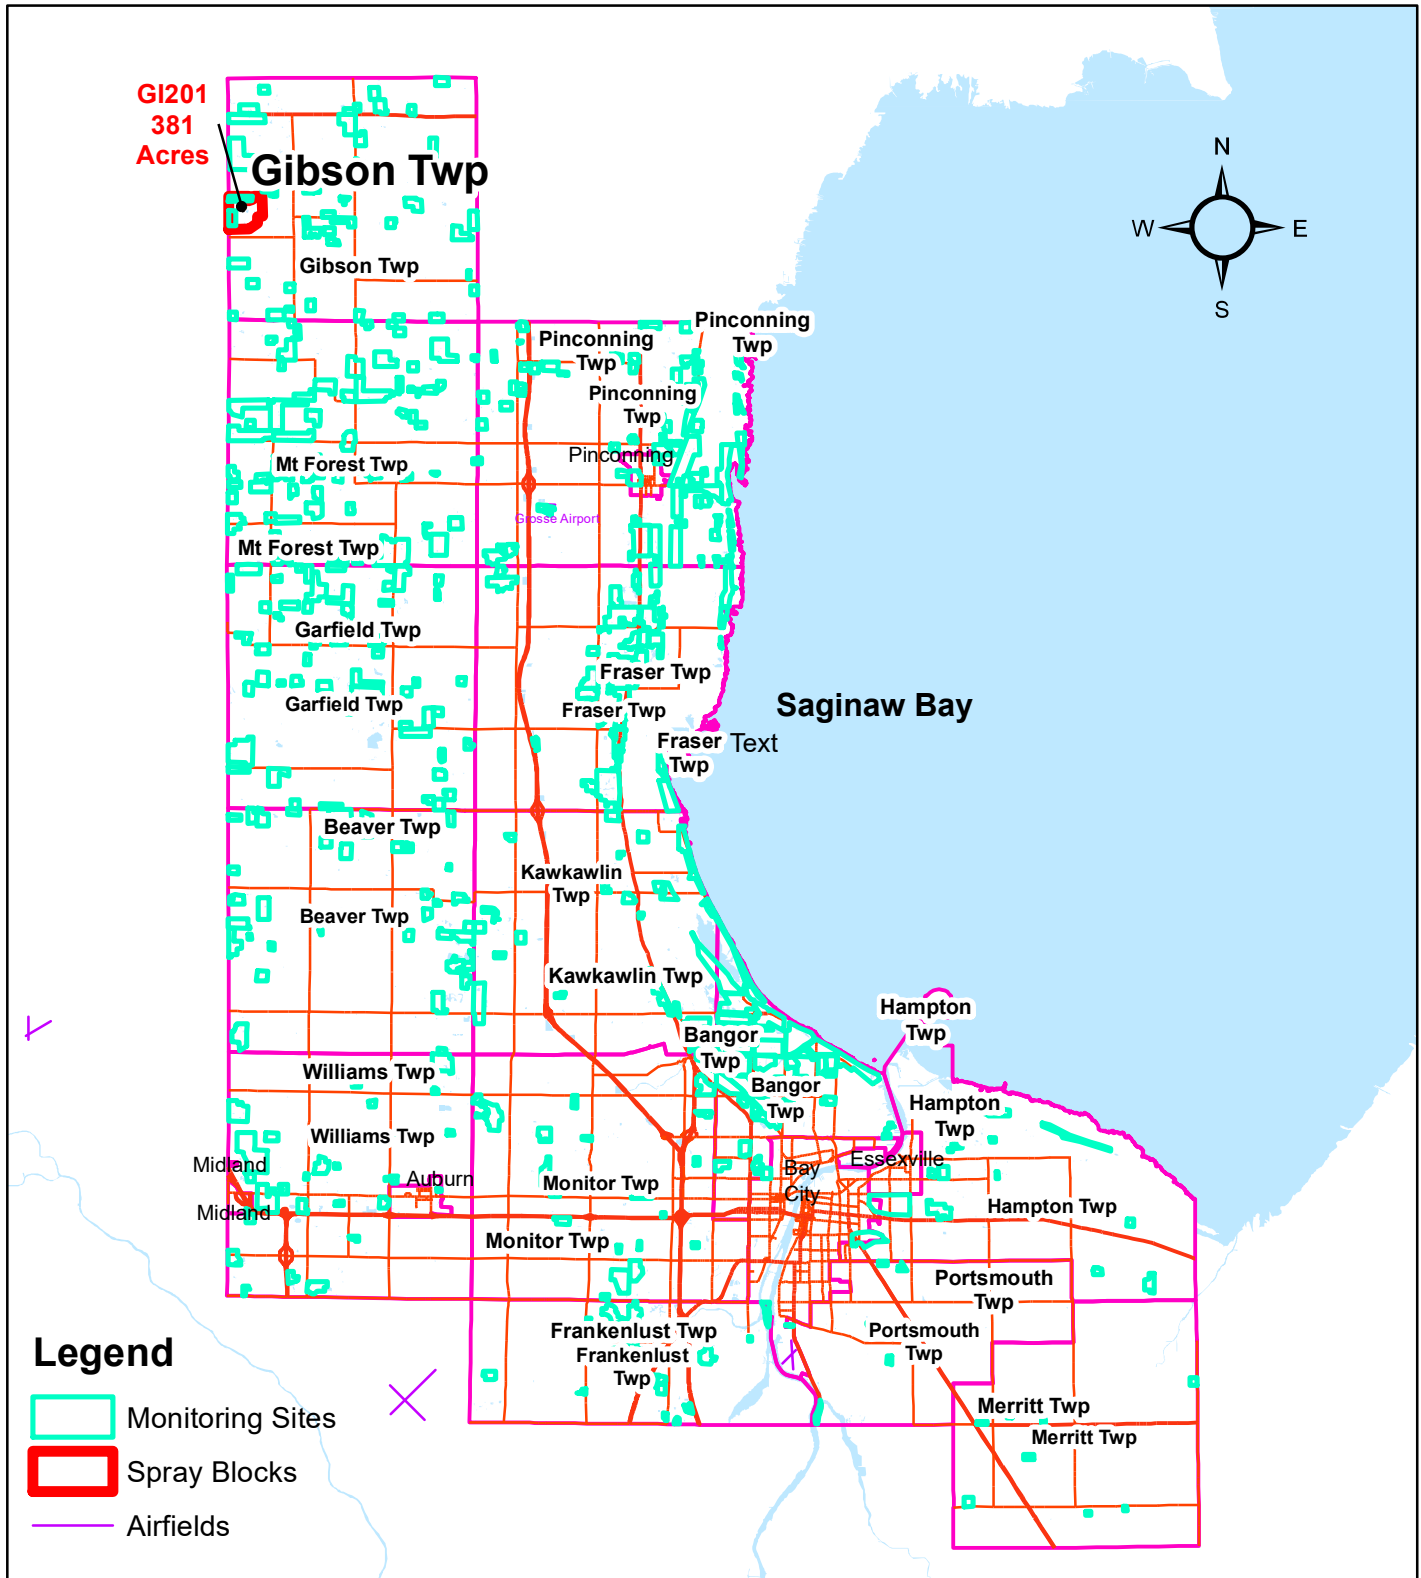 GI201
381
Acres
Gibson Twp
N
W
E
S
Gibson Twp
Pinconning
Twp
Pinconning
Twp
Pinconning
Twp
Pinconning
Mt Forest Twp
Grosse Airport
Mt Forest Twp
Garfield Twp
Fraser Twp
Garfield Twp
Fraser Twp
Saginaw Bay
Fraser
Twp
Text
Beaver Twp
Kawkawlin
Twp
Beaver Twp
Kawkawlin Twp
Hampton
Twp
Bangor
Twp
Williams Twp
Bangor
Twp
Hampton
Twp
Williams Twp
Midland
Auburn
Essexville
Bay
City
Monitor Twp
Midland
Hampton Twp
Monitor Twp
Portsmouth
Twp
Frankenlust Twp
Frankenlust
Twp
Portsmouth
Twp
Merritt Twp
Merritt Twp
Legend
Monitoring Sites
Spray Blocks
Airfields